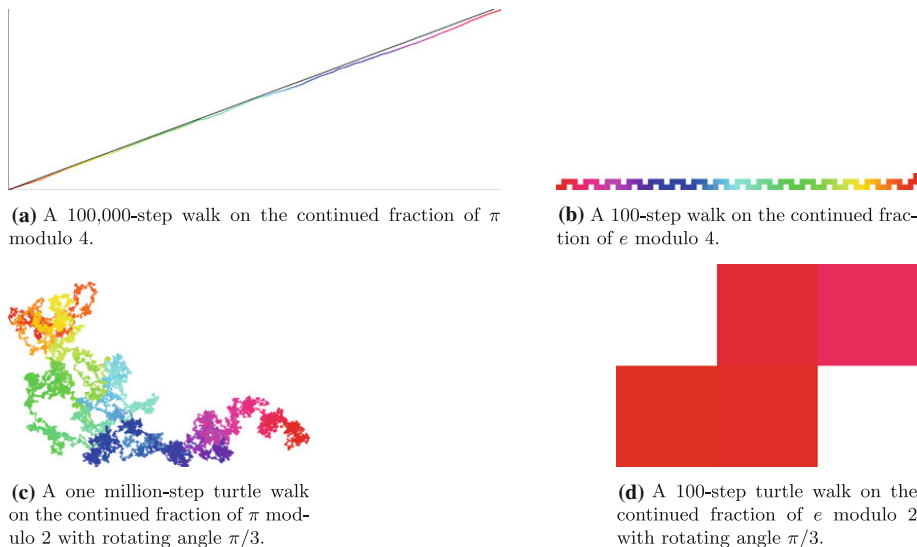 (a) A 100,000-step walk on the continued fraction of π
modulo 4.
(b) A 100-step walk on the continued frac-
tion of e modulo 4.
(c) A one million-step turtle walk
on the continued fraction of π mod-
ulo 2 with rotating angle π/3.
(d) A 100-step turtle walk on the
continued fraction of e modulo 2
with rotating angle π/3.